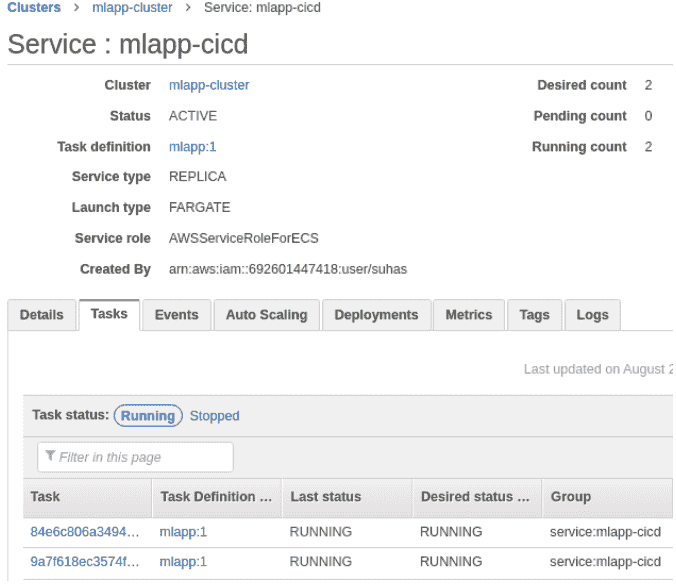 Clusters > mlapp-cluster > Service: mlapp-cicd
Service : mlapp-cicd
Cluster mlapp-cluster Desired count 2
Status ACTIVE Pending count 0
Task definition mlapp:1 Running count 2
Service type REPLICA
Launch type FARGATE
Service role AWSServiceRoleForECS
Created By arn:aws:iam::692601447418:user/suhas
Details Tasks Events Auto Scaling Deployments Metrics Tags Logs
Last updated on August 2
Task status: Running Stopped
Filter in this page
Task Task Definition ... Last status Desired status ... Group
84e6c806a3494... mlapp:1 RUNNING RUNNING service:mlapp-cicd
9a7f618ec3574f... mlapp:1 RUNNING RUNNING service:mlapp-cicd